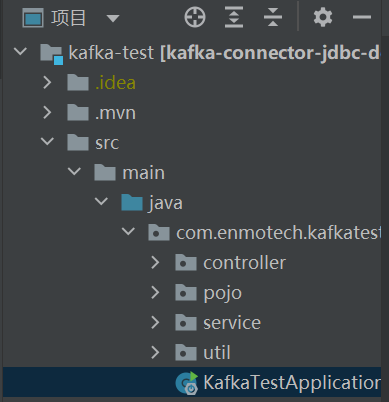 项目
kafka-test [kafka-connector-jdbc-d
.idea
.mvn
src
main
java
com.enmotech.kafkatest
controller
pojo
service
util
KafkaTestApplication